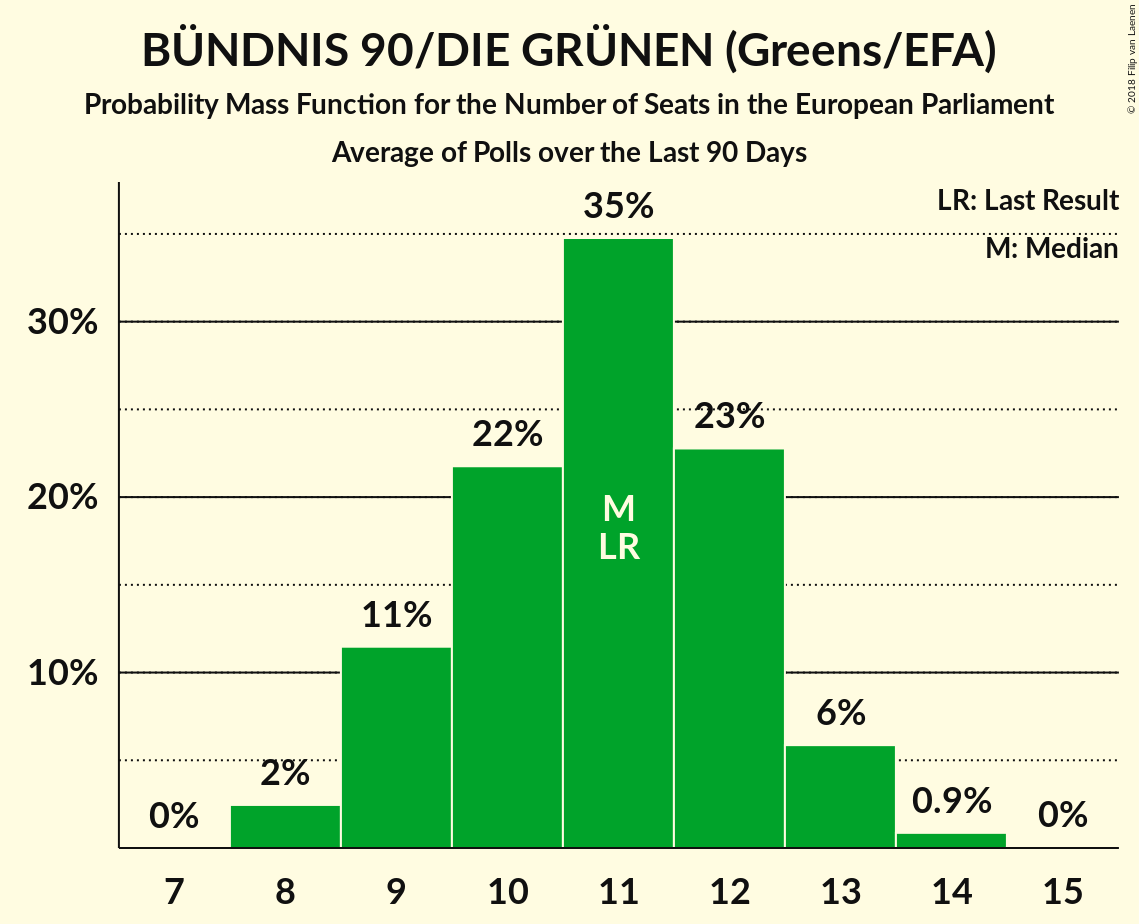 BÜNDNIS 90/DIE GRÜNEN (Greens/EFA)
Probability Mass Function for the Number of Seats in the European Parliament
Average of Polls over the Last 90 Days
© 2018 Filip van Laenen
LR: Last Result
M: Median
30%
20%
10%
0%
2%
11%
22%
35%
23%
6%
0.9%
0%
M
LR
7 8 9 10 11 12 13 14 15